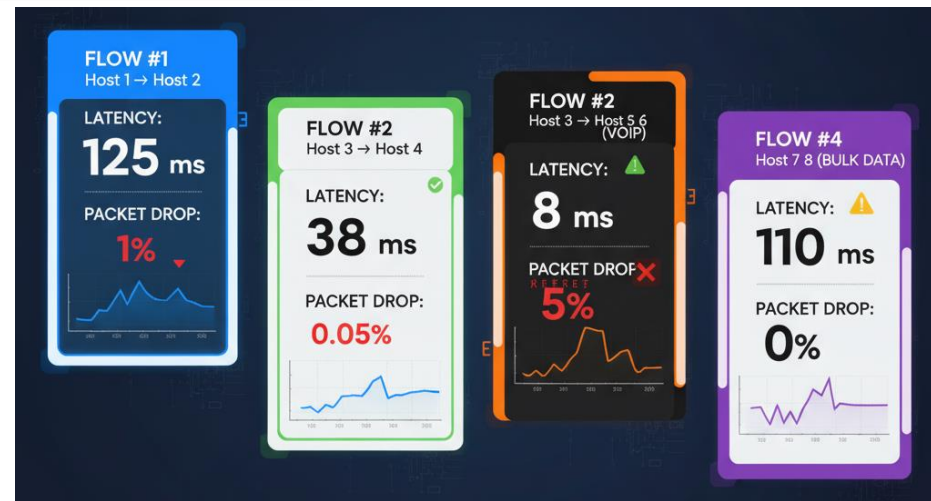 FLOW #1
Host 1 → Host 2
LATENCY:
125 ms
PACKET DROP:
1%
FLOW #2
Host 3 → Host 4
LATENCY:
38 ms
PACKET DROP:
0.05%
FLOW #2
Host 3 → Host 5 6
(VOIP)
LATENCY:
8 ms
PACKET DROP
5%
FLOW #4
Host 7 8 (BULK DATA)
LATENCY:
110 ms
PACKET DROP:
0%